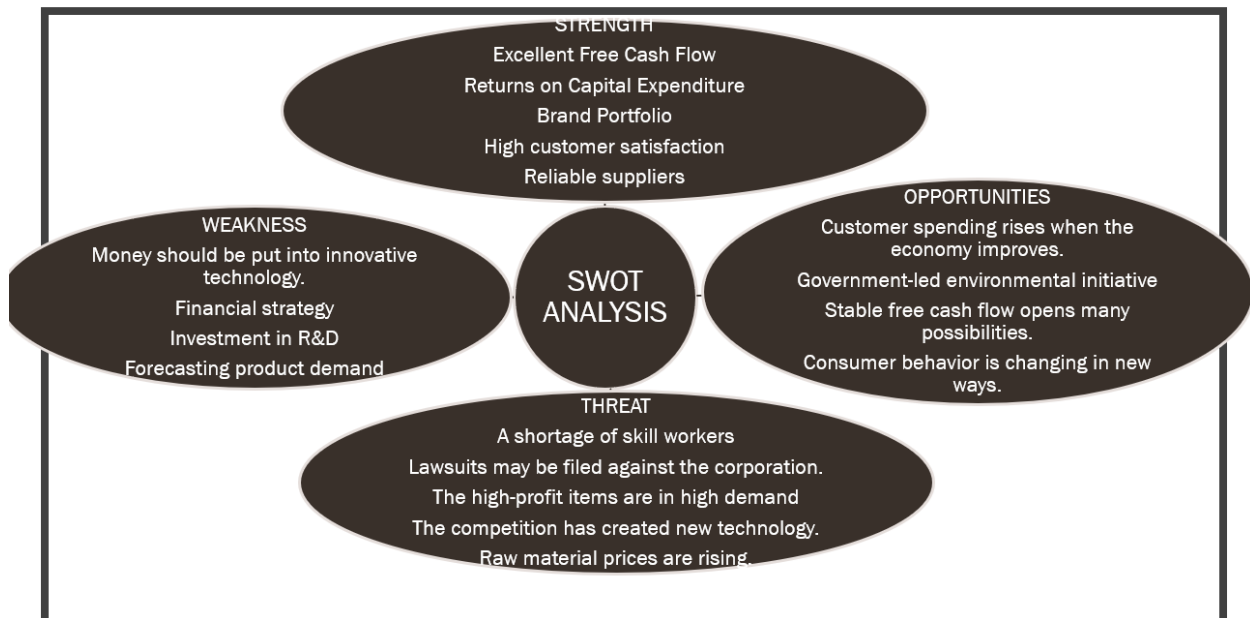 STRENGTH
Excellent Free Cash Flow
Returns on Capital Expenditure
Brand Portfolio
High customer satisfaction
Reliable suppliers
WEAKNESS
Money should be put into innovative
technology.
Financial strategy
Investment in R&D
Forecasting product demand
SWOT
ANALYSIS
OPPORTUNITIES
Customer spending rises when the
economy improves.
Government-led environmental initiative
Stable free cash flow opens many
possibilities.
Consumer behavior is changing in new
ways.
THREAT
A shortage of skill workers
Lawsuits may be filed against the corporation.
The high-profit items are in high demand
The competition has created new technology.
Raw material prices are rising.